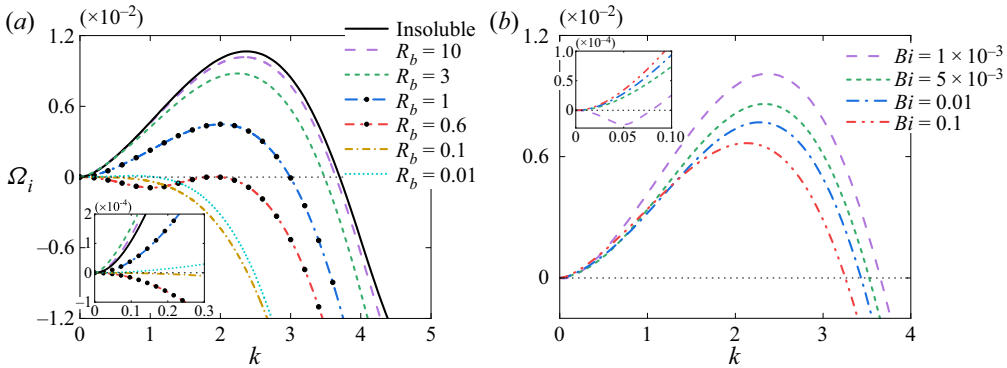 (a)
(×10⁻²)
1.2
0.6
0
−0.6
−1.2
Ωᵢ
0 1 2 3 4 5
k
Insoluble
R_b = 10
R_b = 3
R_b = 1
R_b = 0.6
R_b = 0.1
R_b = 0.01
(×10⁻⁴)
2
1
0
−1
0 0.1 0.2 0.3
(b)
(×10⁻²)
1.2
0.6
0
0 1 2 3 4
k
Bi = 1 × 10⁻³
Bi = 5 × 10⁻³
Bi = 0.01
Bi = 0.1
(×10⁻⁴)
1.0
0.5
0
0 0.05 0.10